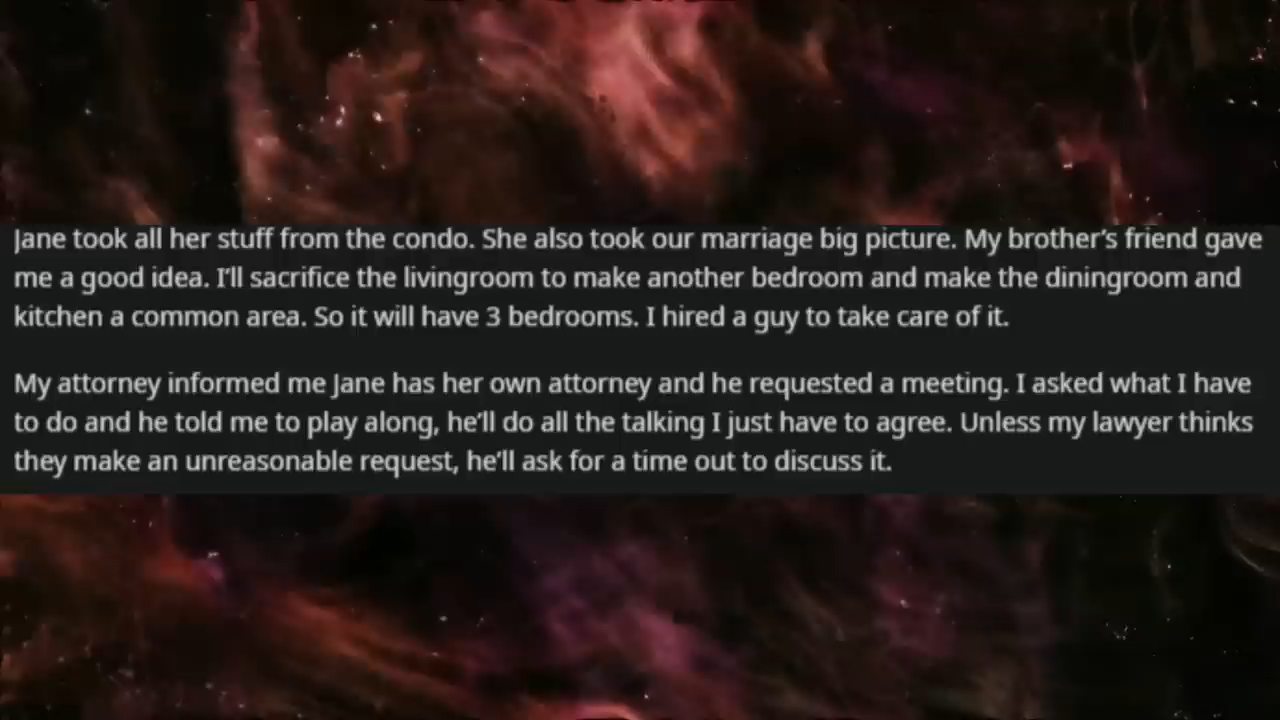 Jane took all her stuff from the condo. She also took our marriage big picture. My brother’s friend gave
me a good idea. I’ll sacrifice the livingroom to make another bedroom and make the diningroom and
kitchen a common area. So it will have 3 bedrooms. I hired a guy to take care of it.
My attorney informed me Jane has her own attorney and he requested a meeting. I asked what I have
to do and he told me to play along, he’ll do all the talking I just have to agree. Unless my lawyer thinks
they make an unreasonable request, he’ll ask for a time out to discuss it.